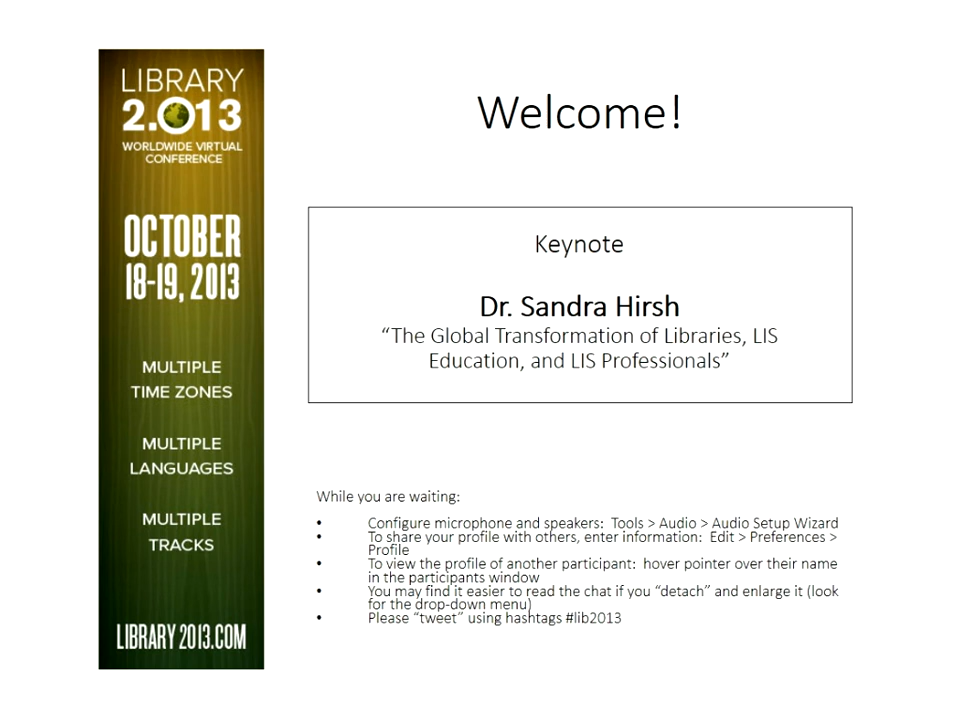 LIBRARY
2.013
WORLDWIDE VIRTUAL
CONFERENCE
OCTOBER
18-19, 2013
MULTIPLE
TIME ZONES
MULTIPLE
LANGUAGES
MULTIPLE
TRACKS
LIBRARY2013.COM
Welcome!
Keynote
Dr. Sandra Hirsh
“The Global Transformation of Libraries, LIS
Education, and LIS Professionals”
While you are waiting:
• Configure microphone and speakers: Tools > Audio > Audio Setup Wizard
• To share your profile with others, enter information: Edit > Preferences >
Profile
• To view the profile of another participant: hover pointer over their name
in the participants window
• You may find it easier to read the chat if you “detach” and enlarge it (look
for the drop-down menu)
• Please “tweet” using hashtags #lib2013